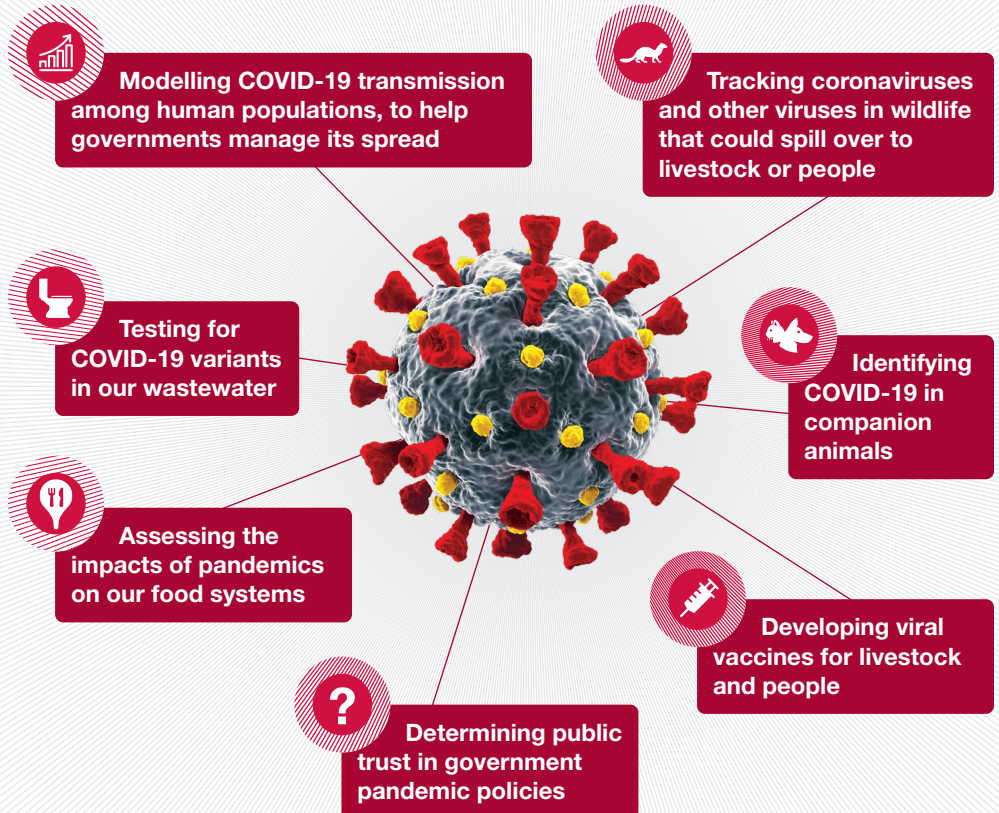 Modelling COVID-19 transmission
among human populations, to help
governments manage its spread
Tracking coronaviruses
and other viruses in wildlife
that could spill over to
livestock or people
Testing for
COVID-19 variants
in our wastewater
Identifying
COVID-19 in
companion
animals
Assessing the
impacts of pandemics
on our food systems
Developing viral
vaccines for livestock
and people
?
Determining public
trust in government
pandemic policies